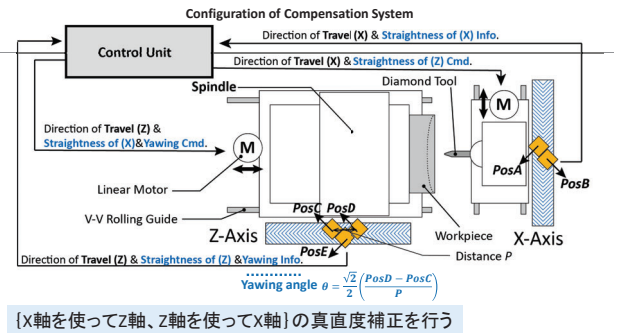 Configuration of Compensation System
Direction of Travel (X) & Straightness of (X) Info.
Control Unit
Direction of Travel (X) & Straightness of (Z) Cmd.
Diamond Tool
Spindle
M
Direction of Travel (Z) &
Straightness of (X)&Yawing Cmd.
M
PosA
PosB
Linear Motor
PosC PosD
V-V Rolling Guide
Workpiece
Z-Axis
X-Axis
PosE
Distance P
Direction of Travel (Z) & Straightness of (Z) &Yawing Info.
Yawing angle θ = √2/2 (PosD − PosC / P)
{X軸を使ってZ軸、Z軸を使ってX軸}の真直度補正を行う